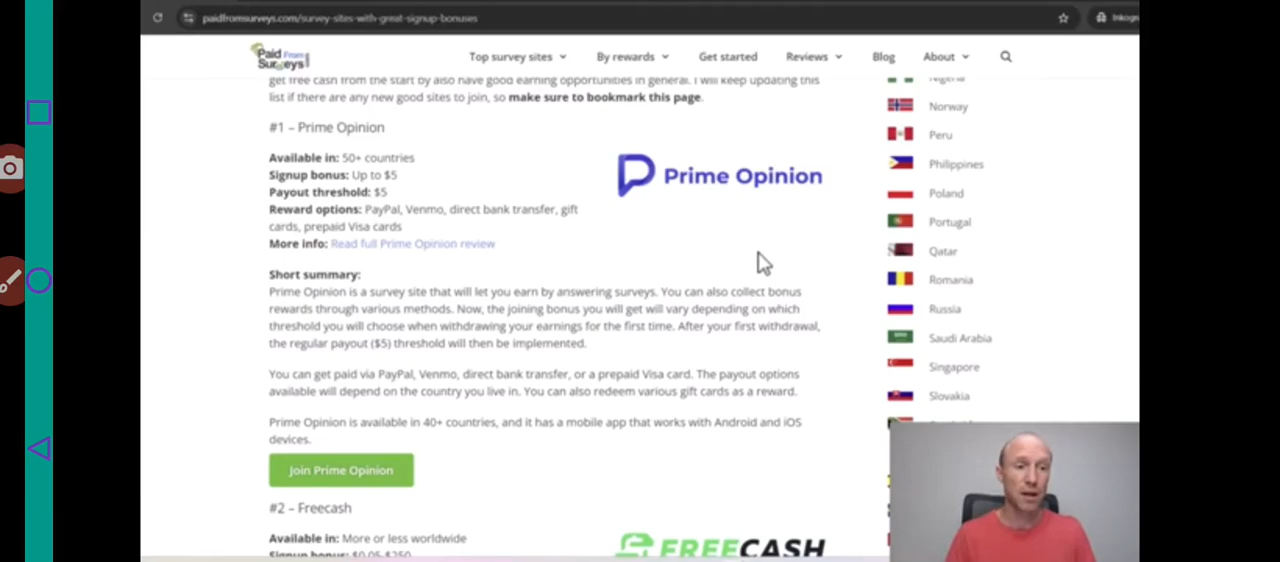 paidfromsurveys.com/survey-sites-with-great-signup-bonuses
Inkogn
Paid From
Surveys
Top survey sites
By rewards
Get started
Reviews
Blog
About
get free cash from the start by also have good earning opportunities in general. I will keep updating this
list if there are any new good sites to join, so make sure to bookmark this page.
#1 – Prime Opinion
Available in: 50+ countries
Signup bonus: Up to $5
Payout threshold: $5
Reward options: PayPal, Venmo, direct bank transfer, gift
cards, prepaid Visa cards
More info: Read full Prime Opinion review
Prime Opinion
Short summary:
Prime Opinion is a survey site that will let you earn by answering surveys. You can also collect bonus
rewards through various methods. Now, the joining bonus you will get will vary depending on which
threshold you will choose when withdrawing your earnings for the first time. After your first withdrawal,
the regular payout ($5) threshold will then be implemented.
You can get paid via PayPal, Venmo, direct bank transfer, or a prepaid Visa card. The payout options
available will depend on the country you live in. You can also redeem various gift cards as a reward.
Prime Opinion is available in 40+ countries, and it has a mobile app that works with Android and iOS
devices.
Join Prime Opinion
#2 – Freecash
Available in: More or less worldwide
Signup bonus: $0.05-$250
FREECASH
Nigeria
Norway
Peru
Philippines
Poland
Portugal
Qatar
Romania
Russia
Saudi Arabia
Singapore
Slovakia